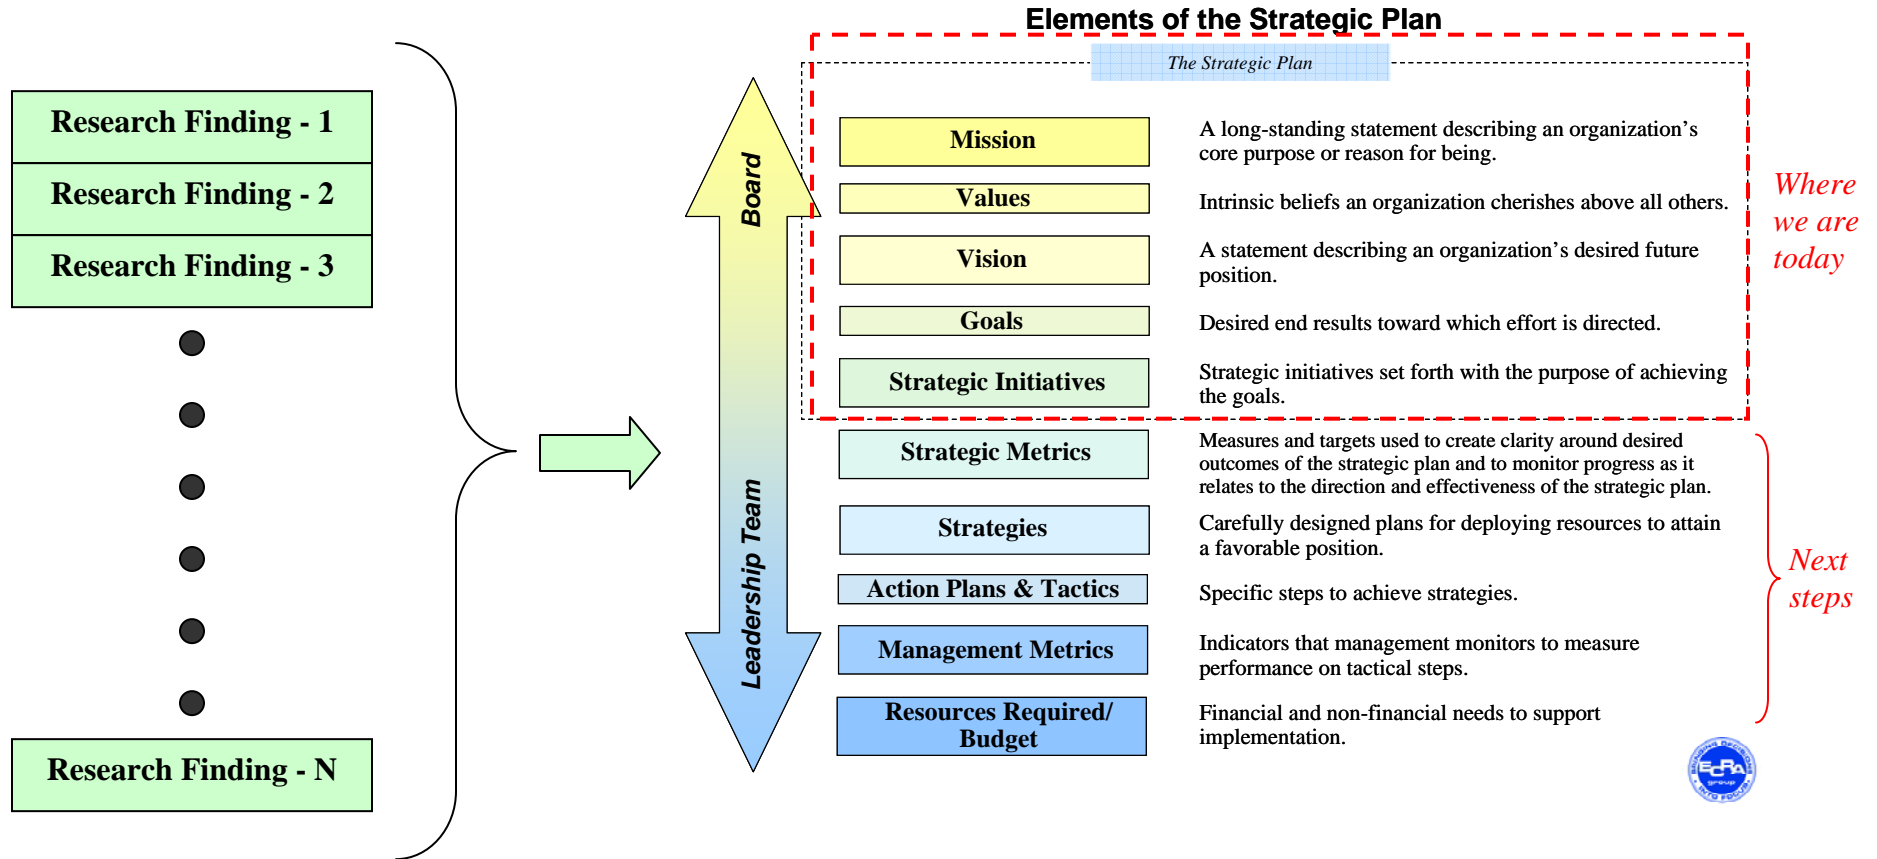 Elements of the Strategic Plan
The Strategic Plan
Research Finding - 1
Research Finding - 2
Research Finding - 3
Research Finding - N
Board
Leadership Team
Mission
A long-standing statement describing an organization’s
core purpose or reason for being.
Values
Intrinsic beliefs an organization cherishes above all others.
Vision
A statement describing an organization’s desired future
position.
Goals
Desired end results toward which effort is directed.
Strategic Initiatives
Strategic initiatives set forth with the purpose of achieving
the goals.
Where
we are
today
Strategic Metrics
Measures and targets used to create clarity around desired
outcomes of the strategic plan and to monitor progress as it
relates to the direction and effectiveness of the strategic plan.
Strategies
Carefully designed plans for deploying resources to attain
a favorable position.
Action Plans & Tactics
Specific steps to achieve strategies.
Management Metrics
Indicators that management monitors to measure
performance on tactical steps.
Resources Required/
Budget
Financial and non-financial needs to support
implementation.
Next
steps
BRINGING DECISIONS
ECRA
group
INTO FOCUS